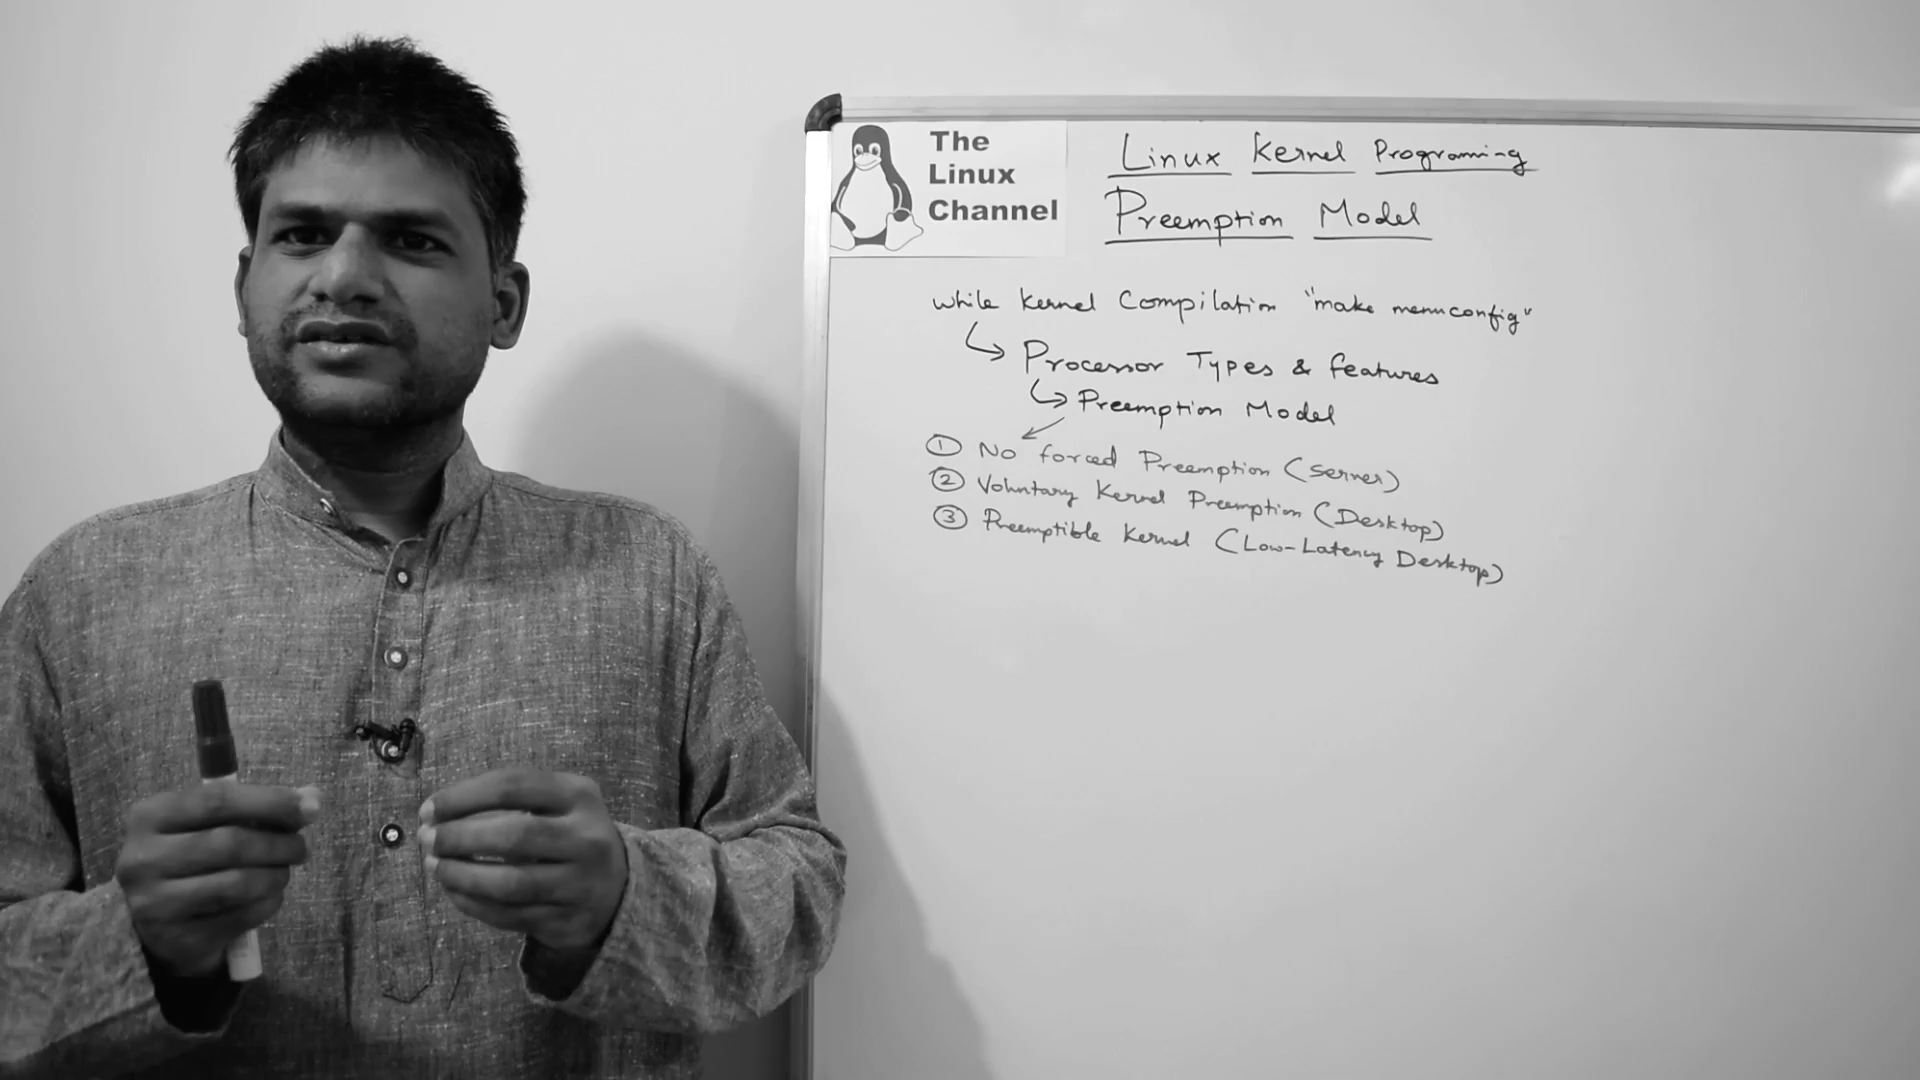 The
Linux
Channel
Linux Kernel Programing
Preemption Model
while Kernel Compilation "make menuconfig"
Processor Types & features
Preemption Model
① No forced Preemption (Server)
② Voluntary Kernel Preemption (Desktop)
③ Preemptible Kernel (Low-Latency Desktop)